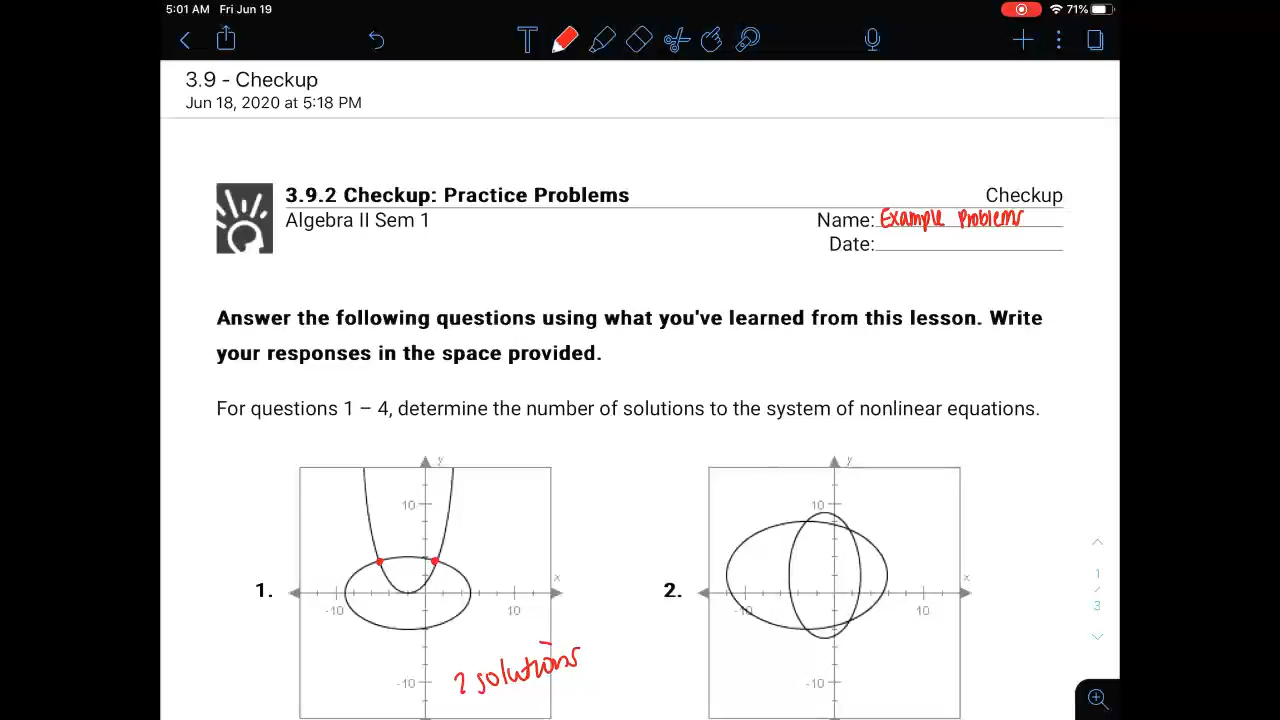 5:01 AM Fri Jun 19
71%
T
3.9 - Checkup
Jun 18, 2020 at 5:18 PM
3.9.2 Checkup: Practice Problems Checkup
Algebra II Sem 1
Name: Example Problems
Date:
Answer the following questions using what you've learned from this lesson. Write
your responses in the space provided.
For questions 1 – 4, determine the number of solutions to the system of nonlinear equations.
1.
y
10
x
-10
10
-10
2 solutions
2.
y
10
x
-10
10
-10
1
/
3